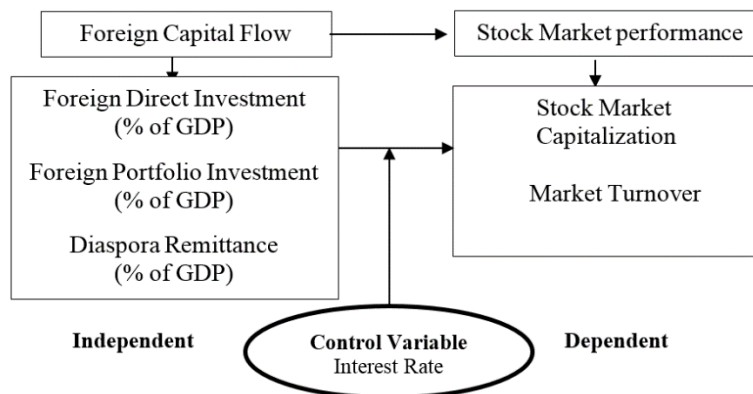 Foreign Capital Flow
Stock Market performance
Foreign Direct Investment
(% of GDP)
Foreign Portfolio Investment
(% of GDP)
Diaspora Remittance
(% of GDP)
Stock Market
Capitalization
Market Turnover
Independent
Control Variable
Interest Rate
Dependent